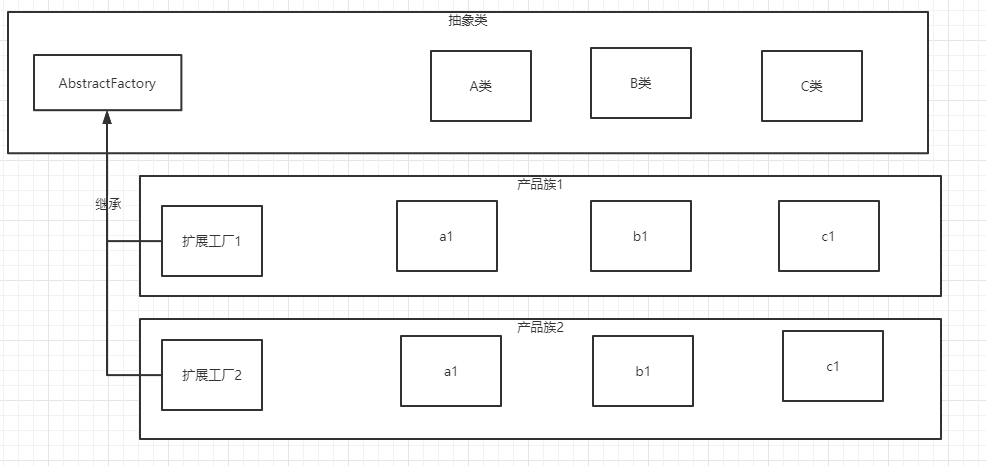 抽象类
AbstractFactory
A类
B类
C类
继承
产品族1
扩展工厂1
a1
b1
c1
产品族2
扩展工厂2
a1
b1
c1